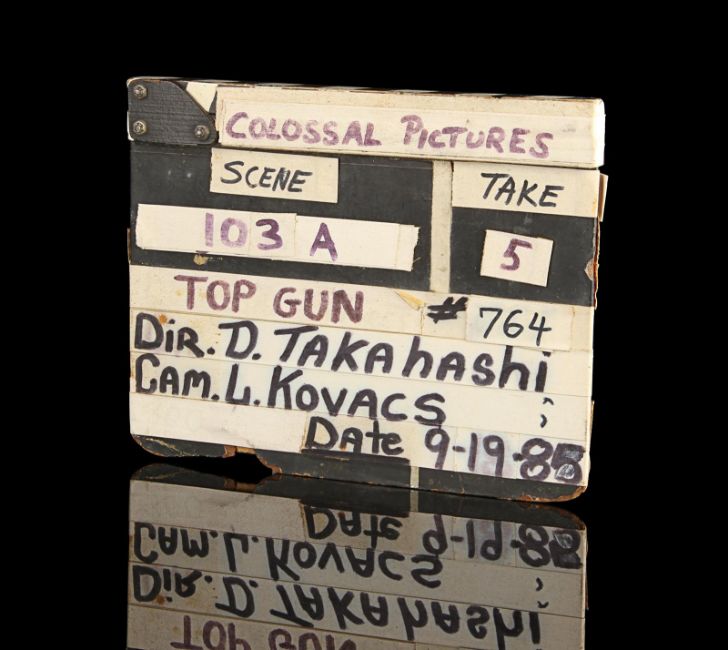 COLOSSAL PICTURES
SCENE TAKE
103 A 5
TOP GUN # 764
DiR. D. TAKAhAShi
CAM. L. KOVACS
DAte 9-19-85